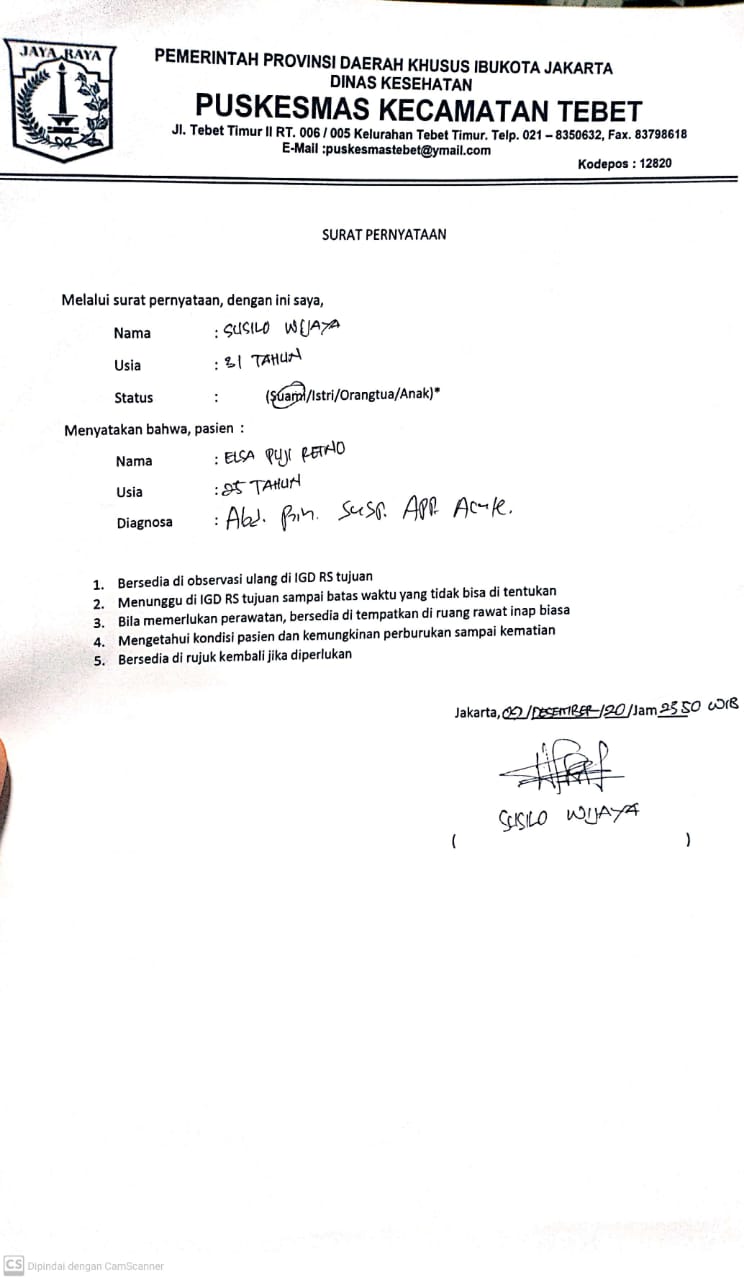 JAYA RAYA
PEMERINTAH PROVINSI DAERAH KHUSUS IBUKOTA JAKARTA
DINAS KESEHATAN
PUSKESMAS KECAMATAN TEBET
Jl. Tebet Timur II RT. 006 / 005 Kelurahan Tebet Timur. Telp. 021 – 8350632, Fax. 83798618
E-Mail :puskesmastebet@ymail.com
Kodepos : 12820
SURAT PERNYATAAN
Melalui surat pernyataan, dengan ini saya,
Nama : SUSILO WIJAYA
Usia : 31 TAHUN
Status : (Suami/Istri/Orangtua/Anak)*
Menyatakan bahwa, pasien :
Nama : ELSA PUJI RETNO
Usia : 25 TAHUN
Diagnosa : Abd. Susp. App. Acute.
1. Bersedia di observasi ulang di IGD RS tujuan
2. Menunggu di IGD RS tujuan sampai batas waktu yang tidak bisa di tentukan
3. Bila memerlukan perawatan, bersedia di tempatkan di ruang rawat inap biasa
4. Mengetahui kondisi pasien dan kemungkinan perburukan sampai kematian
5. Bersedia di rujuk kembali jika diperlukan
Jakarta, /DESEMBER/20/Jam WIB
SUSILO WIJAYA
( )
CS Dipindai dengan CamScanner